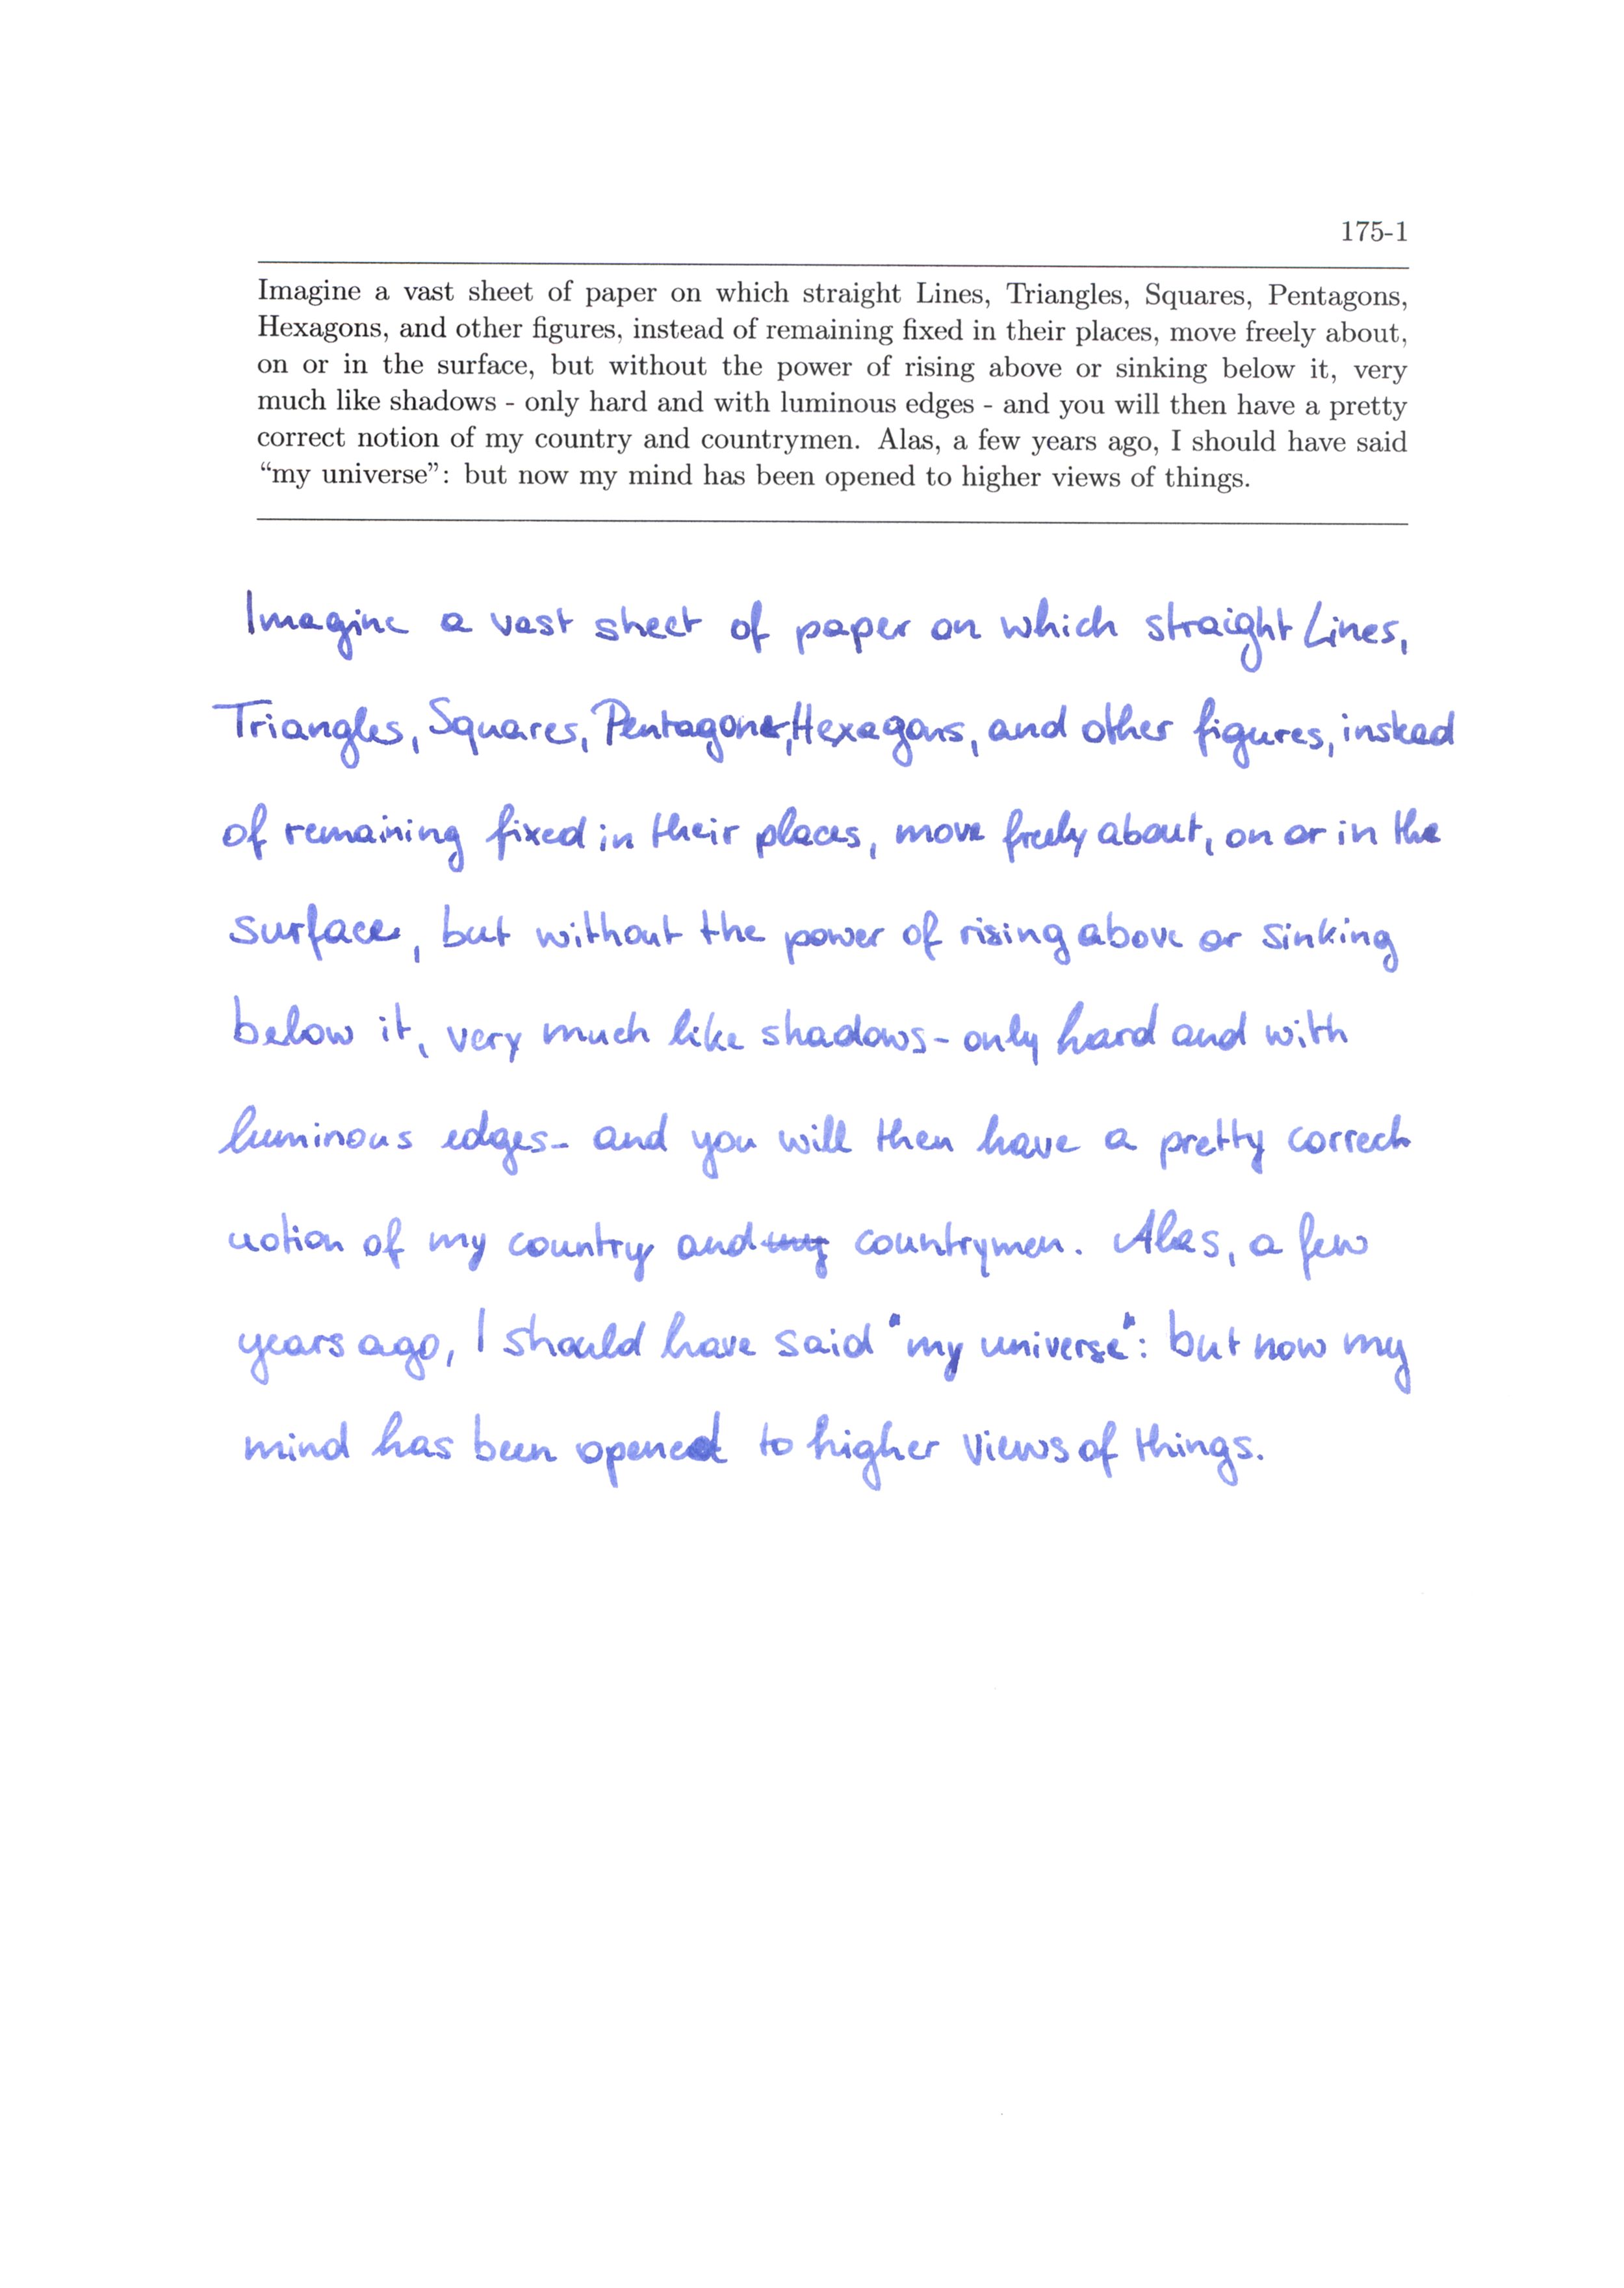 175-1
Imagine a vast sheet of paper on which straight Lines, Triangles, Squares, Pentagons,
Hexagons, and other figures, instead of remaining fixed in their places, move freely about,
on or in the surface, but without the power of rising above or sinking below it, very
much like shadows - only hard and with luminous edges - and you will then have a pretty
correct notion of my country and countrymen. Alas, a few years ago, I should have said
“my universe”: but now my mind has been opened to higher views of things.
Imagine a vast sheet of paper on which straight Lines,
Triangles, Squares, Pentagons, Hexagons, and other figures, instead
of remaining fixed in their places, move freely about, on or in the
surface, but without the power of rising above or sinking
below it, very much like shadows - only hard and with
luminous edges - and you will then have a pretty correct
notion of my country and my countrymen. Alas, a few
years ago, I should have said "my universe": but now my
mind has been opened to higher views of things.